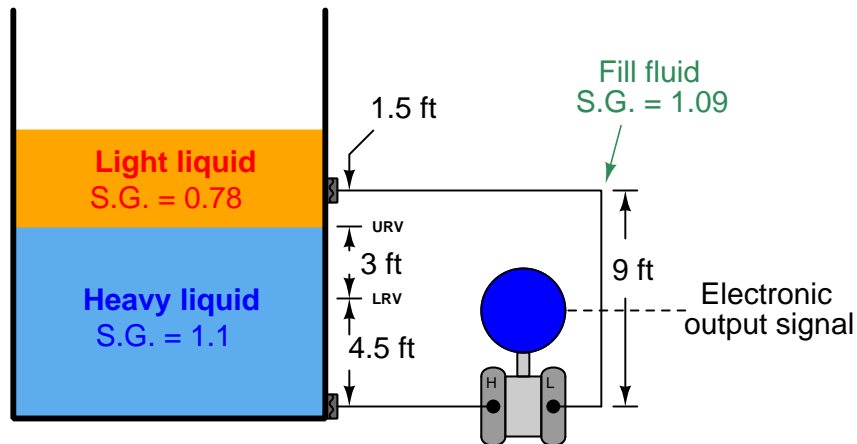 Fill fluid
S.G. = 1.09
1.5 ft
Light liquid
S.G. = 0.78
URV
3 ft
9 ft
LRV
Heavy liquid
S.G. = 1.1
Electronic
output signal
4.5 ft
H
L